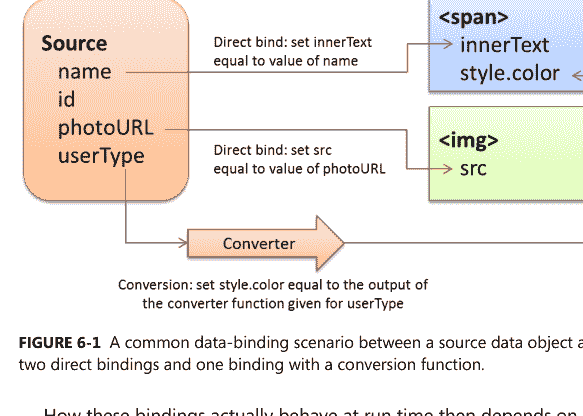 Source
name
id
photoURL
userType
Direct bind: set innerText
equal to value of name
<span>
innerText
style.color
Direct bind: set src
equal to value of photoURL
<img>
src
Converter
Conversion: set style.color equal to the output of
the converter function given for userType
FIGURE 6-1 A common data-binding scenario between a source data object a
two direct bindings and one binding with a conversion function.
How these bindings actually behave at run time then depends on